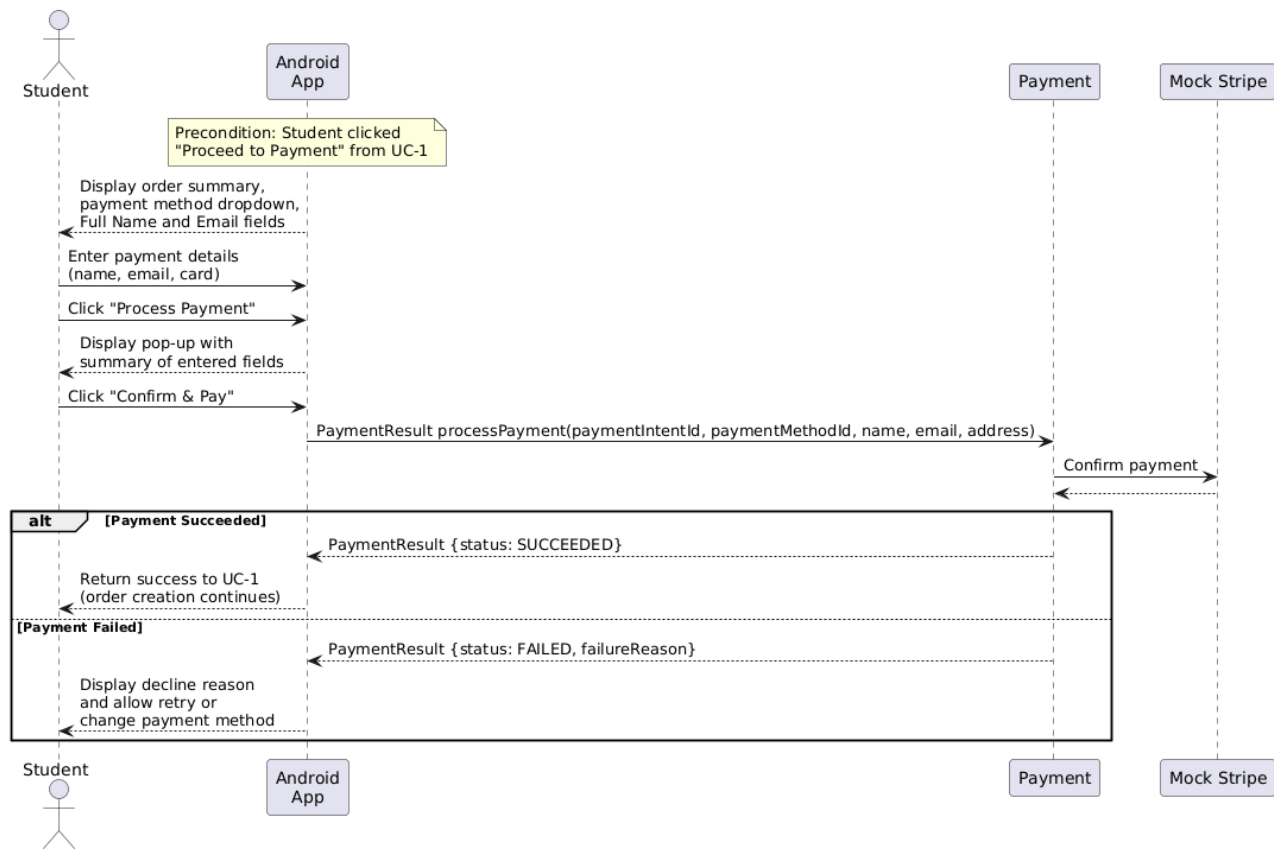 Student
Android
App
Payment
Mock Stripe
Precondition: Student clicked
"Proceed to Payment" from UC-1
Display order summary,
payment method dropdown,
Full Name and Email fields
Enter payment details
(name, email, card)
Click "Process Payment"
Display pop-up with
summary of entered fields
Click "Confirm & Pay"
PaymentResult processPayment(paymentIntentId, paymentMethodId, name, email, address)
Confirm payment
alt [Payment Succeeded]
PaymentResult {status: SUCCEEDED}
Return success to UC-1
(order creation continues)
[Payment Failed]
PaymentResult {status: FAILED, failureReason}
Display decline reason
and allow retry or
change payment method
Student
Android
App
Payment
Mock Stripe